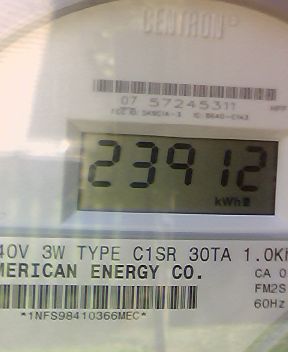 CENTRON®
07 57245311
23912
kWh
40V 3W TYPE C1SR 30TA 1.0K
MERICAN ENERGY CO.
CA 0
FM2S
60Hz
*1NFS98410366MEC*